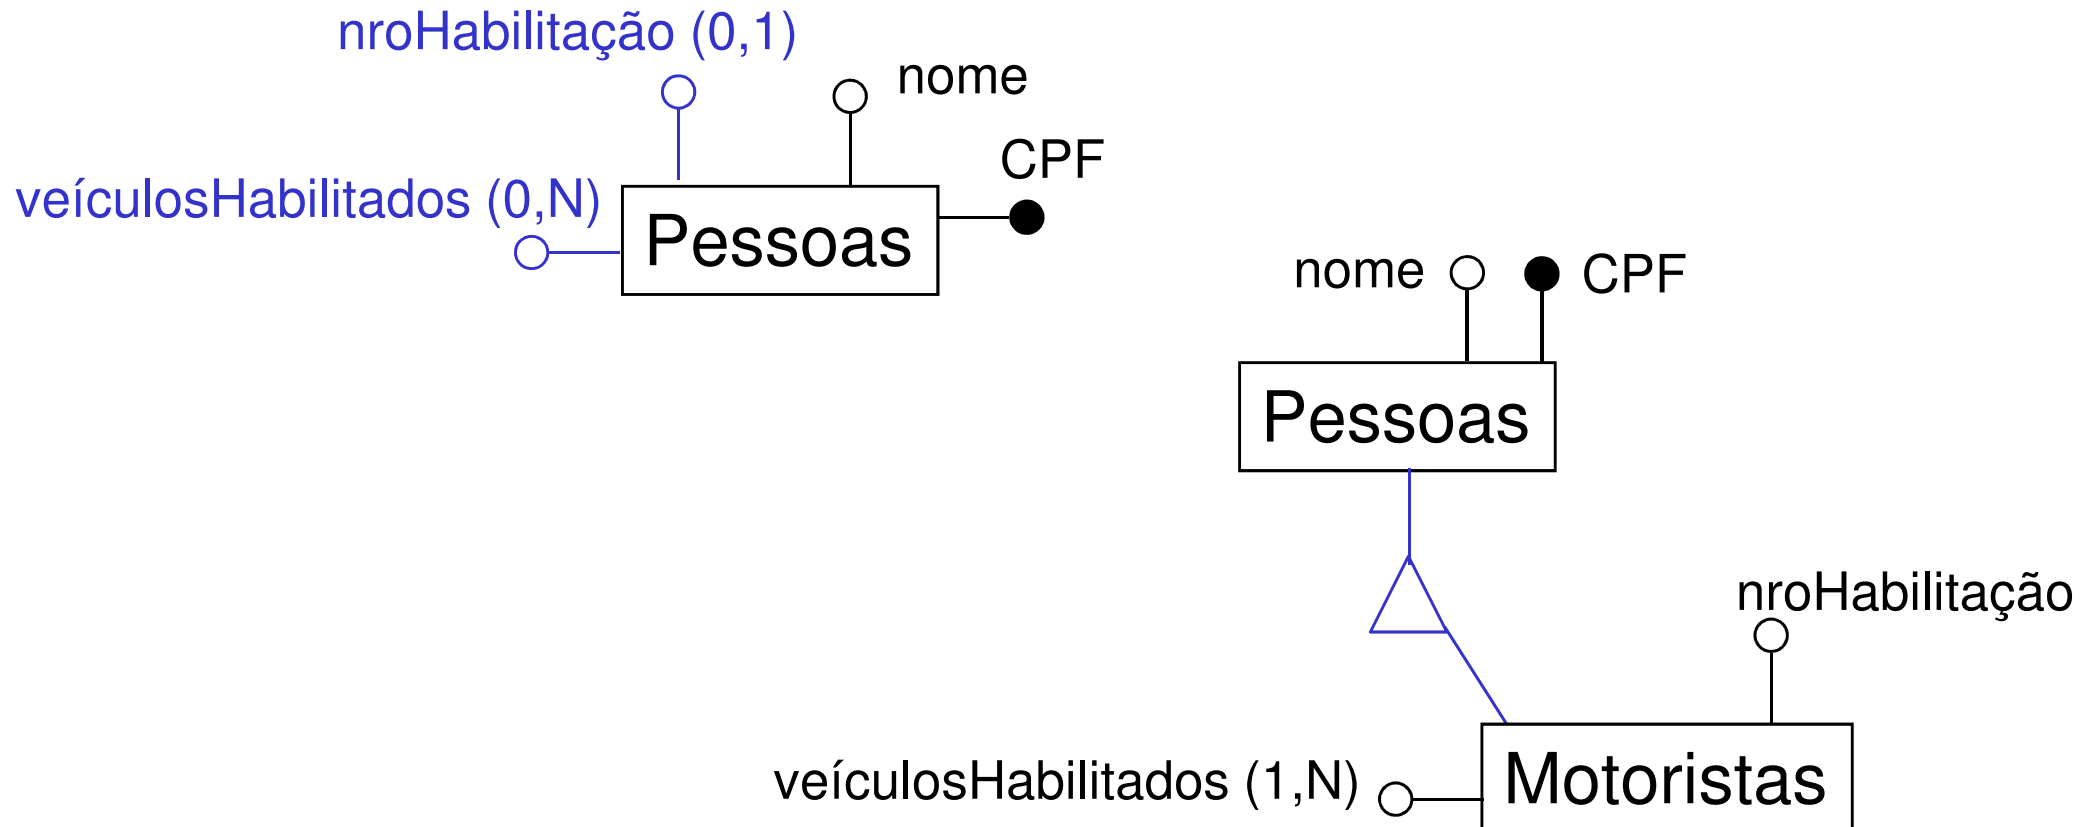 nroHabilitação (0,1)
nome
CPF
veículosHabilitados (0,N)
Pessoas
nome
CPF
Pessoas
nroHabilitação
veículosHabilitados (1,N)
Motoristas